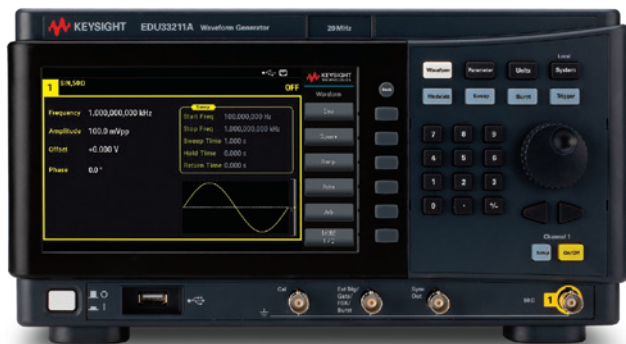 KEYSIGHT EDU33211A Waveform Generator 20 MHz
1 SIN,50Ω OFF
Frequency 1.000,000,000 kHz
Amplitude 100.0 mVpp
Offset +0.000 V
Phase 0.0°
Sweep
Start Freq 100.000,000 Hz
Stop Freq 1.000,000,000 kHz
Sweep Time 1.000 s
Hold Time 0.000 s
Return Time 0.000 s
KEYSIGHT
Waveform
Sine
Square
Ramp
Pulse
Arb
MORE
1 / 2
Back
Waveform Parameter Units
Local
System
Modulate Sweep Burst Trigger
7 8 9
4 5 6
1 2 3
0 . +/-
Channel 1
Setup On/Off
Cal
Ext Trig/
Gate/
FSK/
Burst
Sync
Out
50 Ω 1